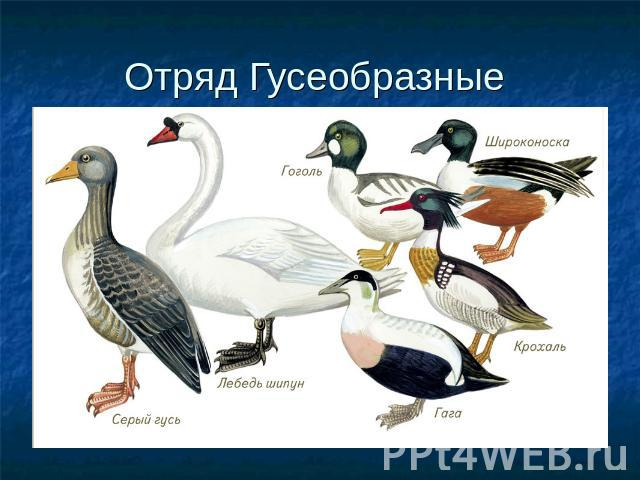 Отряд Гусеобразные
Широконоска
Гоголь
Крохаль
Лебедь шипун
Гага
Серый гусь
PPt4WEB.ru